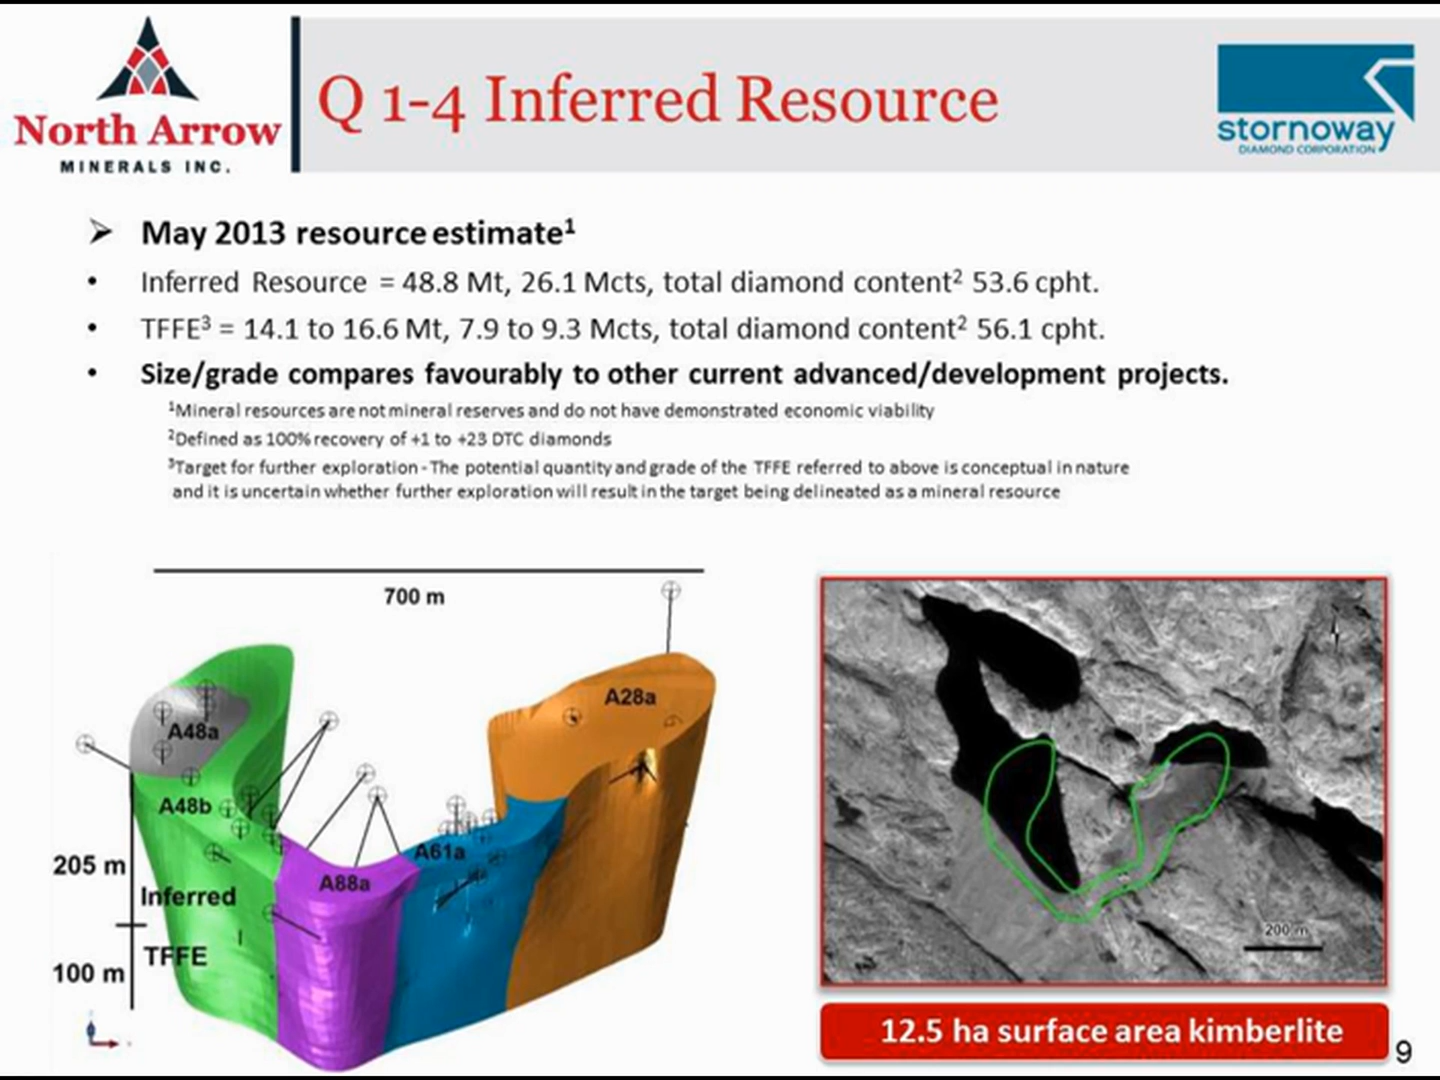 North Arrow
MINERALS INC.
Q 1-4 Inferred Resource
stornoway
DIAMOND CORPORATION
➢ May 2013 resource estimate¹
• Inferred Resource = 48.8 Mt, 26.1 Mcts, total diamond content² 53.6 cpht.
• TFFE³ = 14.1 to 16.6 Mt, 7.9 to 9.3 Mcts, total diamond content² 56.1 cpht.
• Size/grade compares favourably to other current advanced/development projects.
¹Mineral resources are not mineral reserves and do not have demonstrated economic viability
²Defined as 100% recovery of +1 to +23 DTC diamonds
³Target for further exploration - The potential quantity and grade of the TFFE referred to above is conceptual in nature
and it is uncertain whether further exploration will result in the target being delineated as a mineral resource
700 m
A28a
A48a
A48b
A61a
A88a
205 m
Inferred
TFFE
100 m
200 m
12.5 ha surface area kimberlite
9